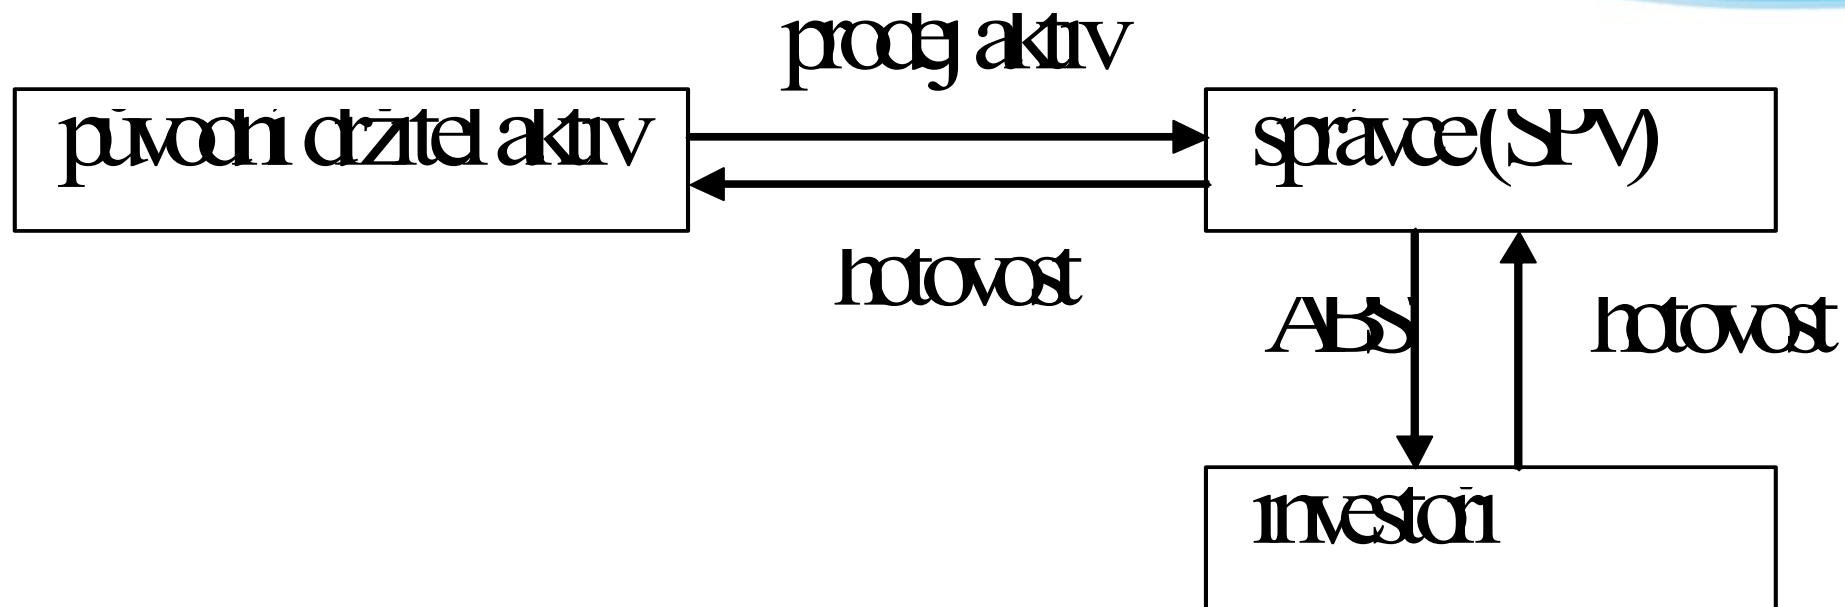 prodej aktiv
původní držitel aktiv
správce (SPV)
hotovost
ABS
hotovost
investoři